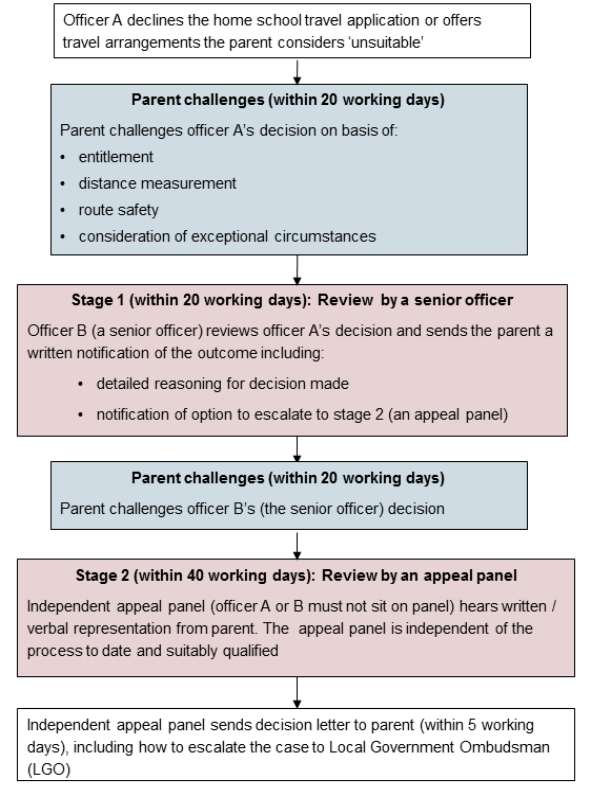 Officer A declines the home school travel application or offers
travel arrangements the parent considers ‘unsuitable’
Parent challenges (within 20 working days)
Parent challenges officer A’s decision on basis of:
• entitlement
• distance measurement
• route safety
• consideration of exceptional circumstances
Stage 1 (within 20 working days): Review by a senior officer
Officer B (a senior officer) reviews officer A’s decision and sends the parent a
written notification of the outcome including:
• detailed reasoning for decision made
• notification of option to escalate to stage 2 (an appeal panel)
Parent challenges (within 20 working days)
Parent challenges officer B’s (the senior officer) decision
Stage 2 (within 40 working days): Review by an appeal panel
Independent appeal panel (officer A or B must not sit on panel) hears written /
verbal representation from parent. The appeal panel is independent of the
process to date and suitably qualified
Independent appeal panel sends decision letter to parent (within 5 working
days), including how to escalate the case to Local Government Ombudsman
(LGO)